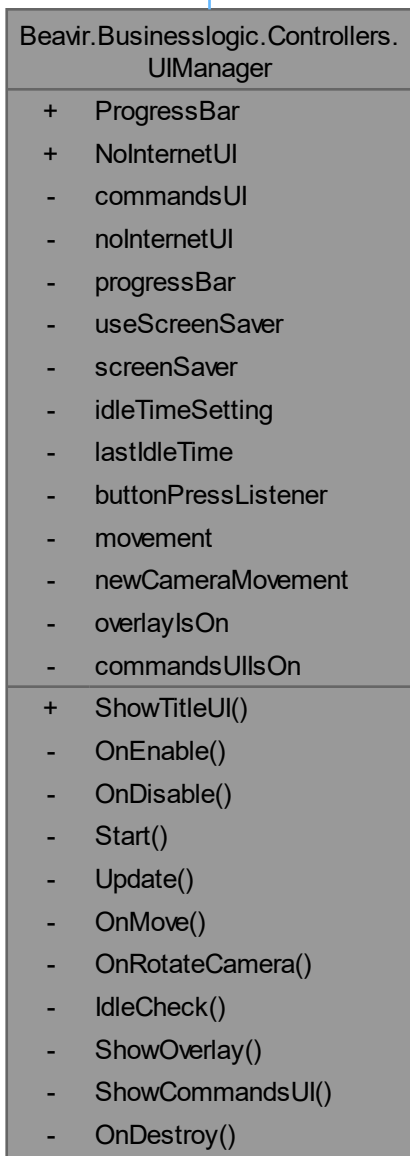 Beavir.Businesslogic.Controllers.
UIManager
+ ProgressBar
+ NoInternetUI
- commandsUI
- noInternetUI
- progressBar
- useScreenSaver
- screenSaver
- idleTimeSetting
- lastIdleTime
- buttonPressListener
- movement
- newCameraMovement
- overlayIsOn
- commandsUIIsOn
+ ShowTitleUI()
- OnEnable()
- OnDisable()
- Start()
- Update()
- OnMove()
- OnRotateCamera()
- IdleCheck()
- ShowOverlay()
- ShowCommandsUI()
- OnDestroy()